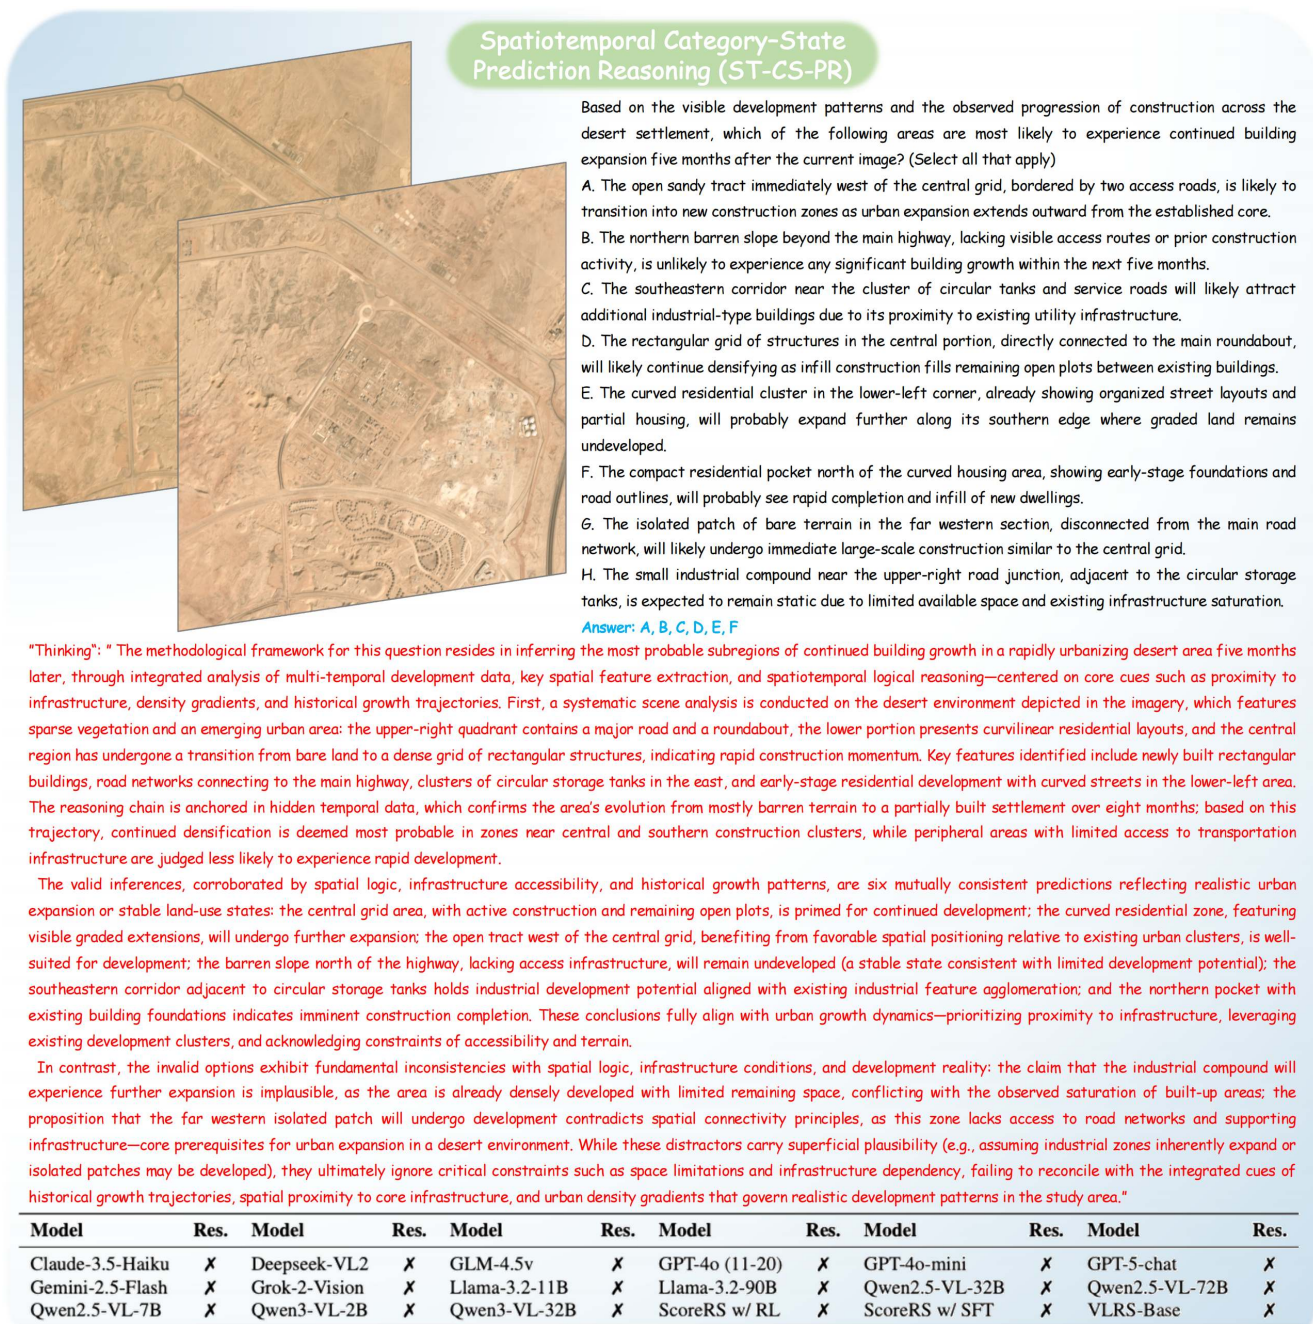 Spatiotemporal Category–State
Prediction Reasoning (ST-CS-PR)
Based on the visible development patterns and the observed progression of construction across the
desert settlement, which of the following areas are most likely to experience continued building
expansion five months after the current image? (Select all that apply)
A. The open sandy tract immediately west of the central grid, bordered by two access roads, is likely to
transition into new construction zones as urban expansion extends outward from the established core.
B. The northern barren slope beyond the main highway, lacking visible access routes or prior construction
activity, is unlikely to experience any significant building growth within the next five months.
C. The southeastern corridor near the cluster of circular tanks and service roads will likely attract
additional industrial-type buildings due to its proximity to existing utility infrastructure.
D. The rectangular grid of structures in the central portion, directly connected to the main roundabout,
will likely continue densifying as infill construction fills remaining open plots between existing buildings.
E. The curved residential cluster in the lower-left corner, already showing organized street layouts and
partial housing, will probably expand further along its southern edge where graded land remains
undeveloped.
F. The compact residential pocket north of the curved housing area, showing early-stage foundations and
road outlines, will probably see rapid completion and infill of new dwellings.
G. The isolated patch of bare terrain in the far western section, disconnected from the main road
network, will likely undergo immediate large-scale construction similar to the central grid.
H. The small industrial compound near the upper-right road junction, adjacent to the circular storage
tanks, is expected to remain static due to limited available space and existing infrastructure saturation.
Answer: A, B, C, D, E, F
"Thinking": " The methodological framework for this question resides in inferring the most probable subregions of continued building growth in a rapidly urbanizing desert area five months
later, through integrated analysis of multi-temporal development data, key spatial feature extraction, and spatiotemporal logical reasoning—centered on core cues such as proximity to
infrastructure, density gradients, and historical growth trajectories. First, a systematic scene analysis is conducted on the desert environment depicted in the imagery, which features
sparse vegetation and an emerging urban area: the upper-right quadrant contains a major road and a roundabout, the lower portion presents curvilinear residential layouts, and the central
region has undergone a transition from bare land to a dense grid of rectangular structures, indicating rapid construction momentum. Key features identified include newly built rectangular
buildings, road networks connecting to the main highway, clusters of circular storage tanks in the east, and early-stage residential development with curved streets in the lower-left area.
The reasoning chain is anchored in hidden temporal data, which confirms the area's evolution from mostly barren terrain to a partially built settlement over eight months; based on this
trajectory, continued densification is deemed most probable in zones near central and southern construction clusters, while peripheral areas with limited access to transportation
infrastructure are judged less likely to experience rapid development.
The valid inferences, corroborated by spatial logic, infrastructure accessibility, and historical growth patterns, are six mutually consistent predictions reflecting realistic urban
expansion or stable land-use states: the central grid area, with active construction and remaining open plots, is primed for continued development; the curved residential zone, featuring
visible graded extensions, will undergo further expansion; the open tract west of the central grid, benefiting from favorable spatial positioning relative to existing urban clusters, is well-
suited for development; the barren slope north of the highway, lacking access infrastructure, will remain undeveloped (a stable state consistent with limited development potential); the
southeastern corridor adjacent to circular storage tanks holds industrial development potential aligned with existing industrial feature agglomeration; and the northern pocket with
existing building foundations indicates imminent construction completion. These conclusions fully align with urban growth dynamics—prioritizing proximity to infrastructure, leveraging
existing development clusters, and acknowledging constraints of accessibility and terrain.
In contrast, the invalid options exhibit fundamental inconsistencies with spatial logic, infrastructure conditions, and development reality: the claim that the industrial compound will
experience further expansion is implausible, as the area is already densely developed with limited remaining space, conflicting with the observed saturation of built-up areas; the
proposition that the far western isolated patch will undergo development contradicts spatial connectivity principles, as this zone lacks access to road networks and supporting
infrastructure—core prerequisites for urban expansion in a desert environment. While these distractors carry superficial plausibility (e.g., assuming industrial zones inherently expand or
isolated patches may be developed), they ultimately ignore critical constraints such as space limitations and infrastructure dependency, failing to reconcile with the integrated cues of
historical growth trajectories, spatial proximity to core infrastructure, and urban density gradients that govern realistic development patterns in the study area."
Model Res. Model Res. Model Res. Model Res. Model Res. Model Res.
Claude-3.5-Haiku ✗ Deepseek-VL2 ✗ GLM-4.5v ✗ GPT-4o (11-20) ✗ GPT-4o-mini ✗ GPT-5-chat ✗
Gemini-2.5-Flash ✗ Grok-2-Vision ✗ Llama-3.2-11B ✗ Llama-3.2-90B ✗ Qwen2.5-VL-32B ✗ Qwen2.5-VL-72B ✗
Qwen2.5-VL-7B ✗ Qwen3-VL-2B ✗ Qwen3-VL-32B ✗ ScoreRS w/ RL ✗ ScoreRS w/ SFT ✗ VLRS-Base ✗